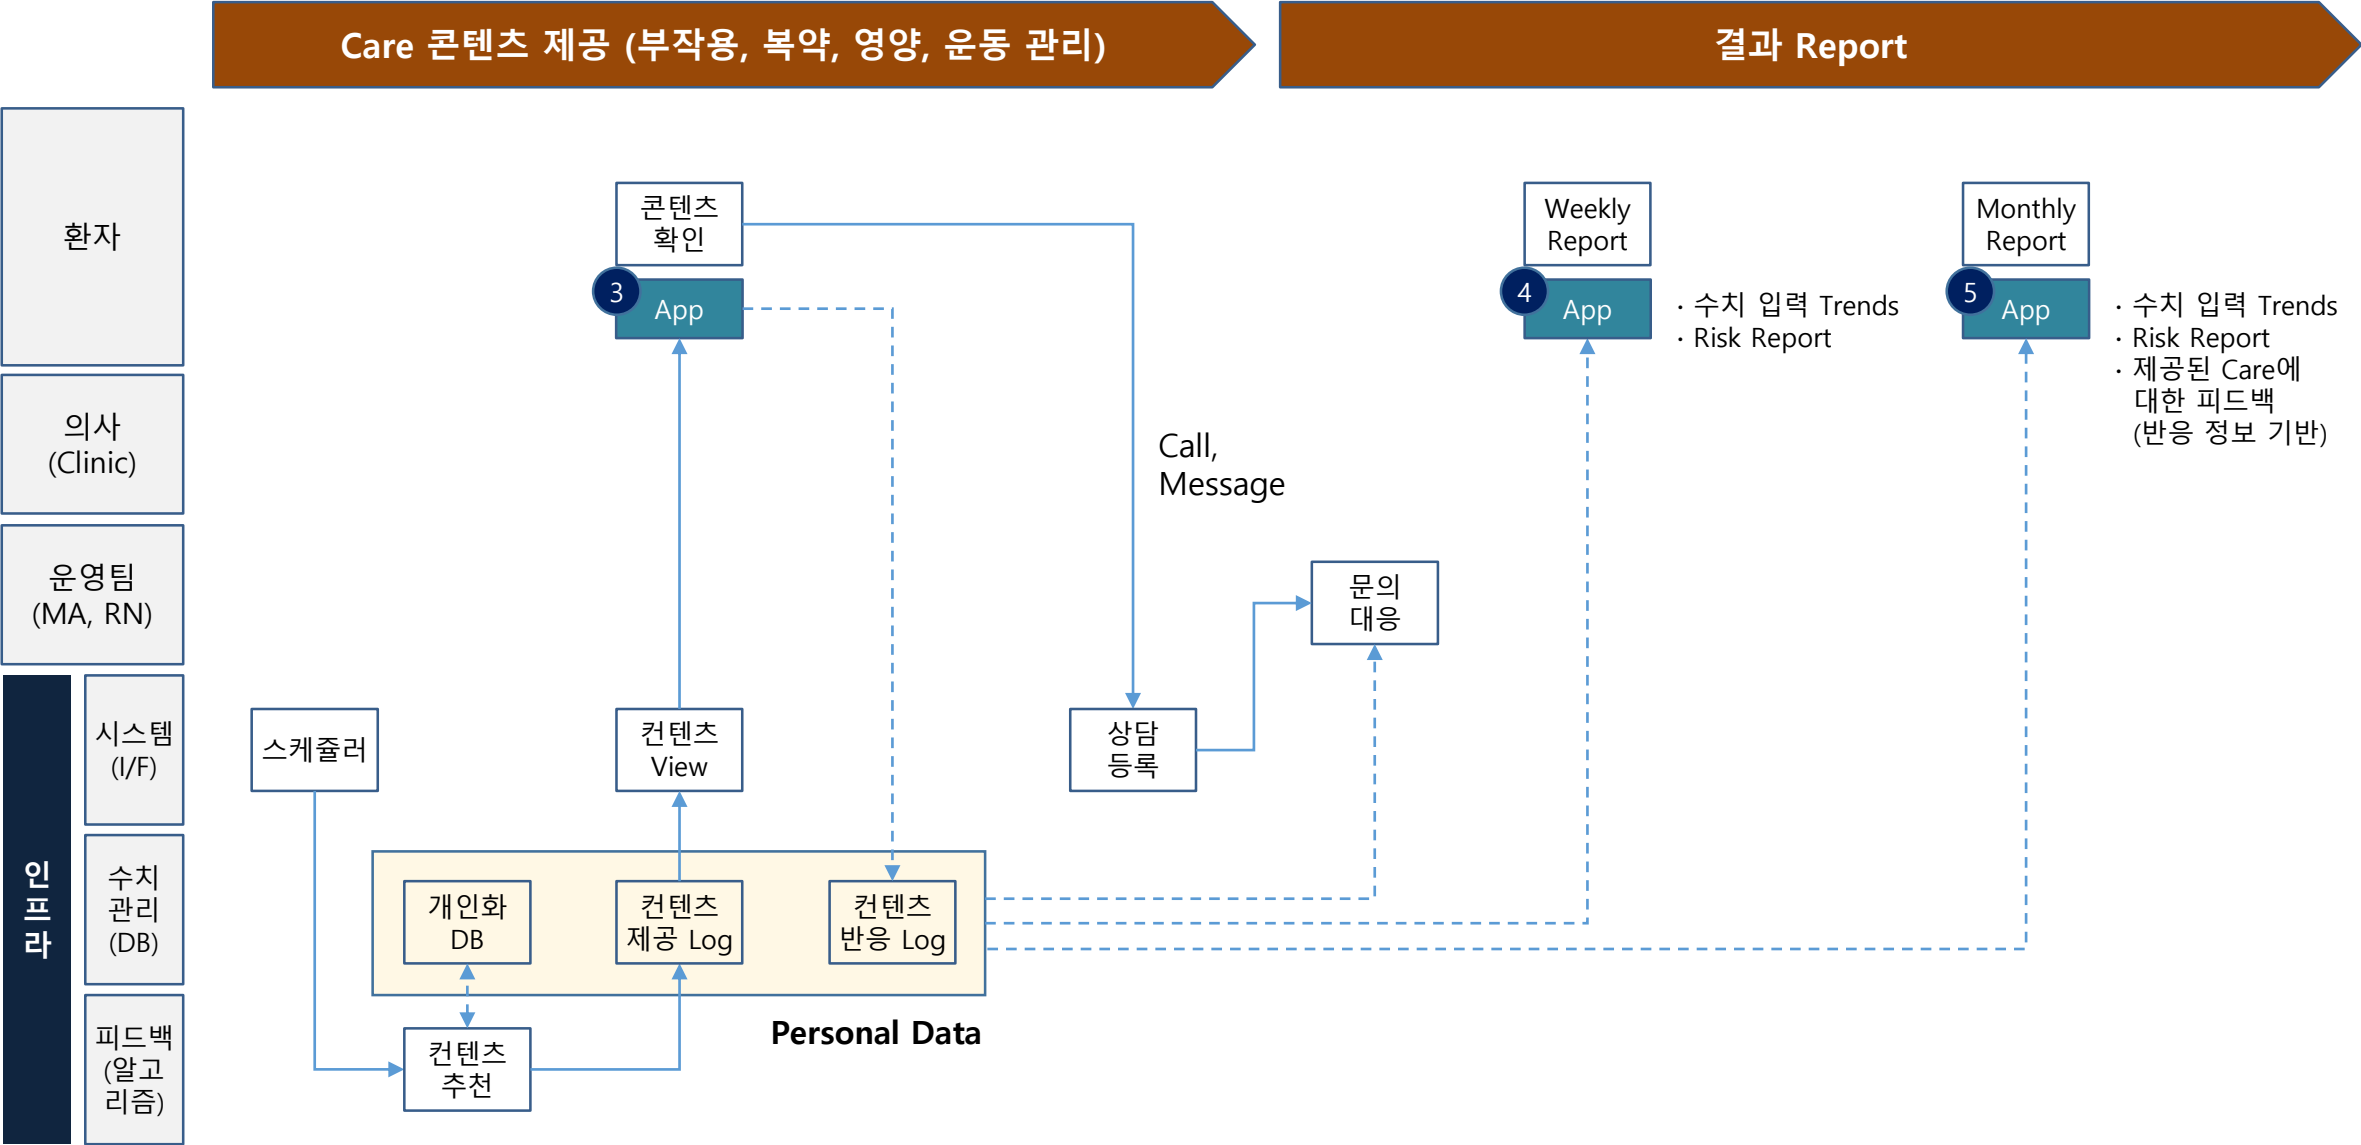 Care 콘텐츠 제공 (부작용, 복약, 영양, 운동 관리)
결과 Report
환자
콘텐츠
확인
3
App
Weekly
Report
4
App
· 수치 입력 Trends
· Risk Report
Monthly
Report
5
App
· 수치 입력 Trends
· Risk Report
· 제공된 Care에
대한 피드백
(반응 정보 기반)
의사
(Clinic)
Call,
Message
운영팀
(MA, RN)
문의
대응
인
프
라
시스템
(I/F)
스케쥴러
컨텐츠
View
상담
등록
수치
관리
(DB)
개인화
DB
컨텐츠
제공 Log
컨텐츠
반응 Log
Personal Data
피드백
(알고
리즘)
컨텐츠
추천